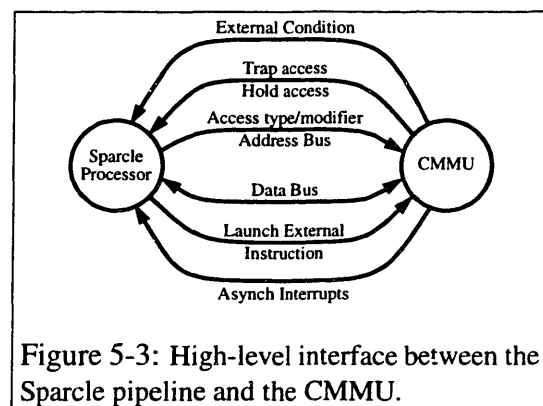 External Condition
Trap access
Hold access
Access type/modifier
Address Bus
Sparcle
Processor
CMMU
Data Bus
Launch External
Instruction
Asynch Interrupts
Figure 5-3: High-level interface between the
Sparcle pipeline and the CMMU.